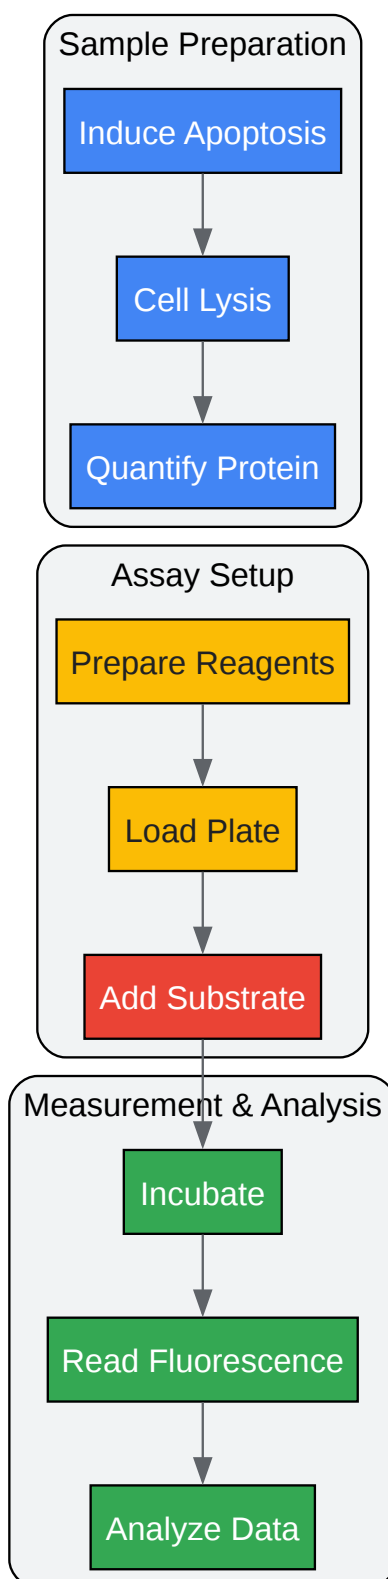 Sample Preparation
Induce Apoptosis
Cell Lysis
Quantify Protein
Assay Setup
Prepare Reagents
Load Plate
Add Substrate
Measurement & Analysis
Incubate
Read Fluorescence
Analyze Data